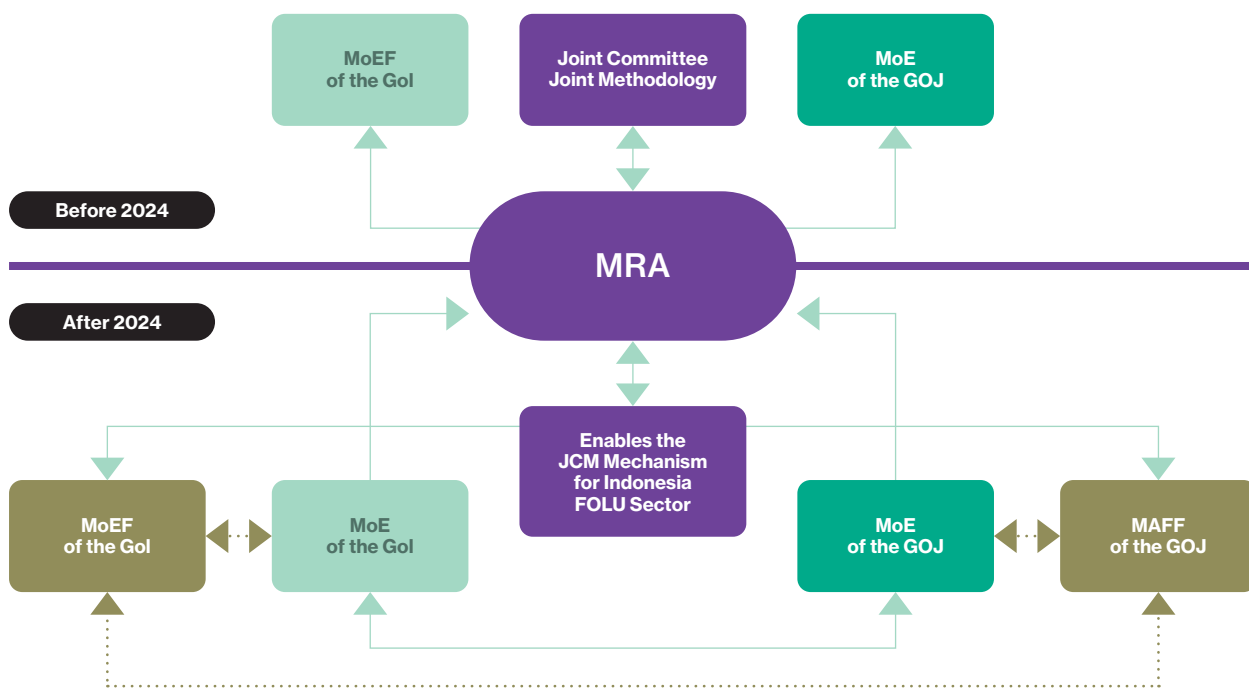 MoEF
of the GoI
Joint Committee
Joint Methodology
MoE
of the GOJ
Before 2024
MRA
After 2024
Enables the
JCM Mechanism
for Indonesia
FOLU Sector
MoEF
of the GoI
MoE
of the GoI
MoE
of the GOJ
MAFF
of the GOJ